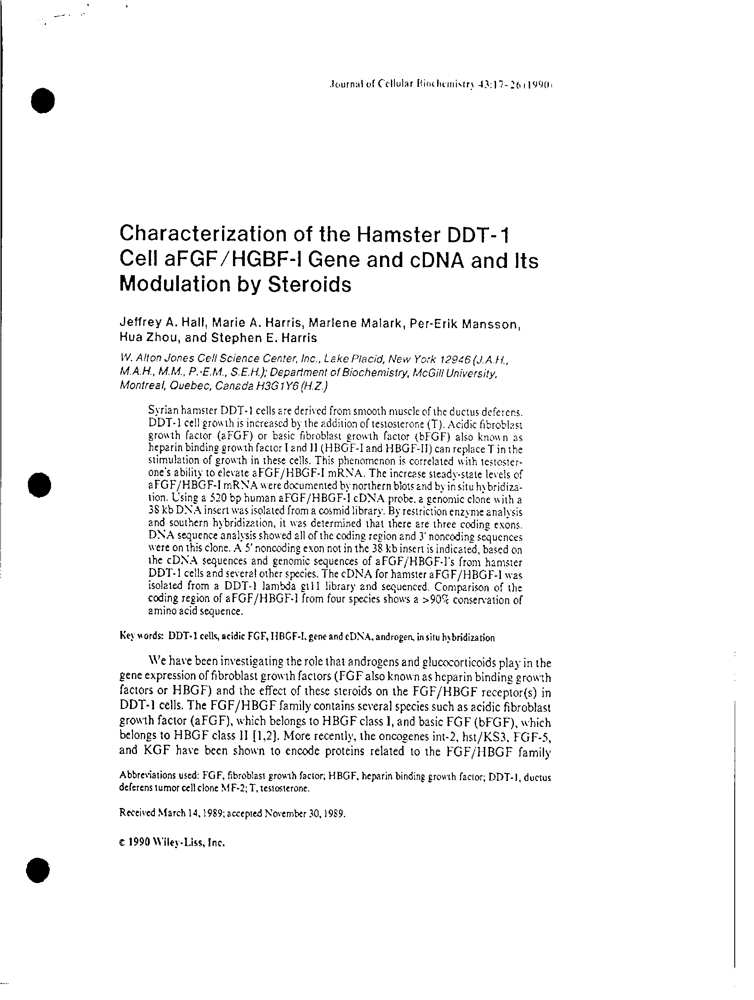 Journal of Cellular Biochemistry 43:17-26 (1990)
Characterization of the Hamster DDT-1
Cell aFGF/HGBF-I Gene and cDNA and Its
Modulation by Steroids
Jeffrey A. Hall, Marie A. Harris, Marlene Malark, Per-Erik Mansson,
Hua Zhou, and Stephen E. Harris
W. Alton Jones Cell Science Center, Inc., Lake Placid, New York 12946 (J.A.H.,
M.A.H., M.M., P.-E.M., S.E.H.); Department of Biochemistry, McGill University,
Montreal, Quebec, Canada H3G1Y6 (H.Z.)
Syrian hamster DDT-1 cells are derived from smooth muscle of the ductus deferens.
DDT-1 cell growth is increased by the addition of testosterone (T). Acidic fibroblast
growth factor (aFGF) or basic fibroblast growth factor (bFGF) also known as
heparin binding growth factor I and II (HBGF-I and HBGF-II) can replace T in the
stimulation of growth in these cells. This phenomenon is correlated with testoster-
one's ability to elevate aFGF/HBGF-I mRNA. The increase steady-state levels of
aFGF/HBGF-I mRNA were documented by northern blots and by in situ hybridiza-
tion. Using a 520 bp human aFGF/HBGF-I cDNA probe, a genomic clone with a
38 kb DNA insert was isolated from a cosmid library. By restriction enzyme analysis
and southern hybridization, it was determined that there are three coding exons.
DNA sequence analysis showed all of the coding region and 3' noncoding sequences
were on this clone. A 5' noncoding exon not in the 38 kb insert is indicated, based on
the cDNA sequences and genomic sequences of aFGF/HBGF-I's from hamster
DDT-1 cells and several other species. The cDNA for hamster aFGF/HBGF-I was
isolated from a DDT-1 lambda gt11 library and sequenced. Comparison of the
coding region of aFGF/HBGF-I from four species shows a >90% conservation of
amino acid sequence.
Key words: DDT-1 cells, acidic FGF, HBGF-I, gene and cDNA, androgen, in situ hybridization
We have been investigating the role that androgens and glucocorticoids play in the
gene expression of fibroblast growth factors (FGF also known as heparin binding growth
factors or HBGF) and the effect of these steroids on the FGF/HBGF receptor(s) in
DDT-1 cells. The FGF/HBGF family contains several species such as acidic fibroblast
growth factor (aFGF), which belongs to HBGF class I, and basic FGF (bFGF), which
belongs to HBGF class II [1,2]. More recently, the oncogenes int-2, hst/KS3, FGF-5,
and KGF have been shown to encode proteins related to the FGF/HBGF family
Abbreviations used: FGF, fibroblast growth factor; HBGF, heparin binding growth factor; DDT-1, ductus
deferens tumor cell clone MF-2; T, testosterone.
Received March 14, 1989; accepted November 30, 1989.
© 1990 Wiley-Liss, Inc.